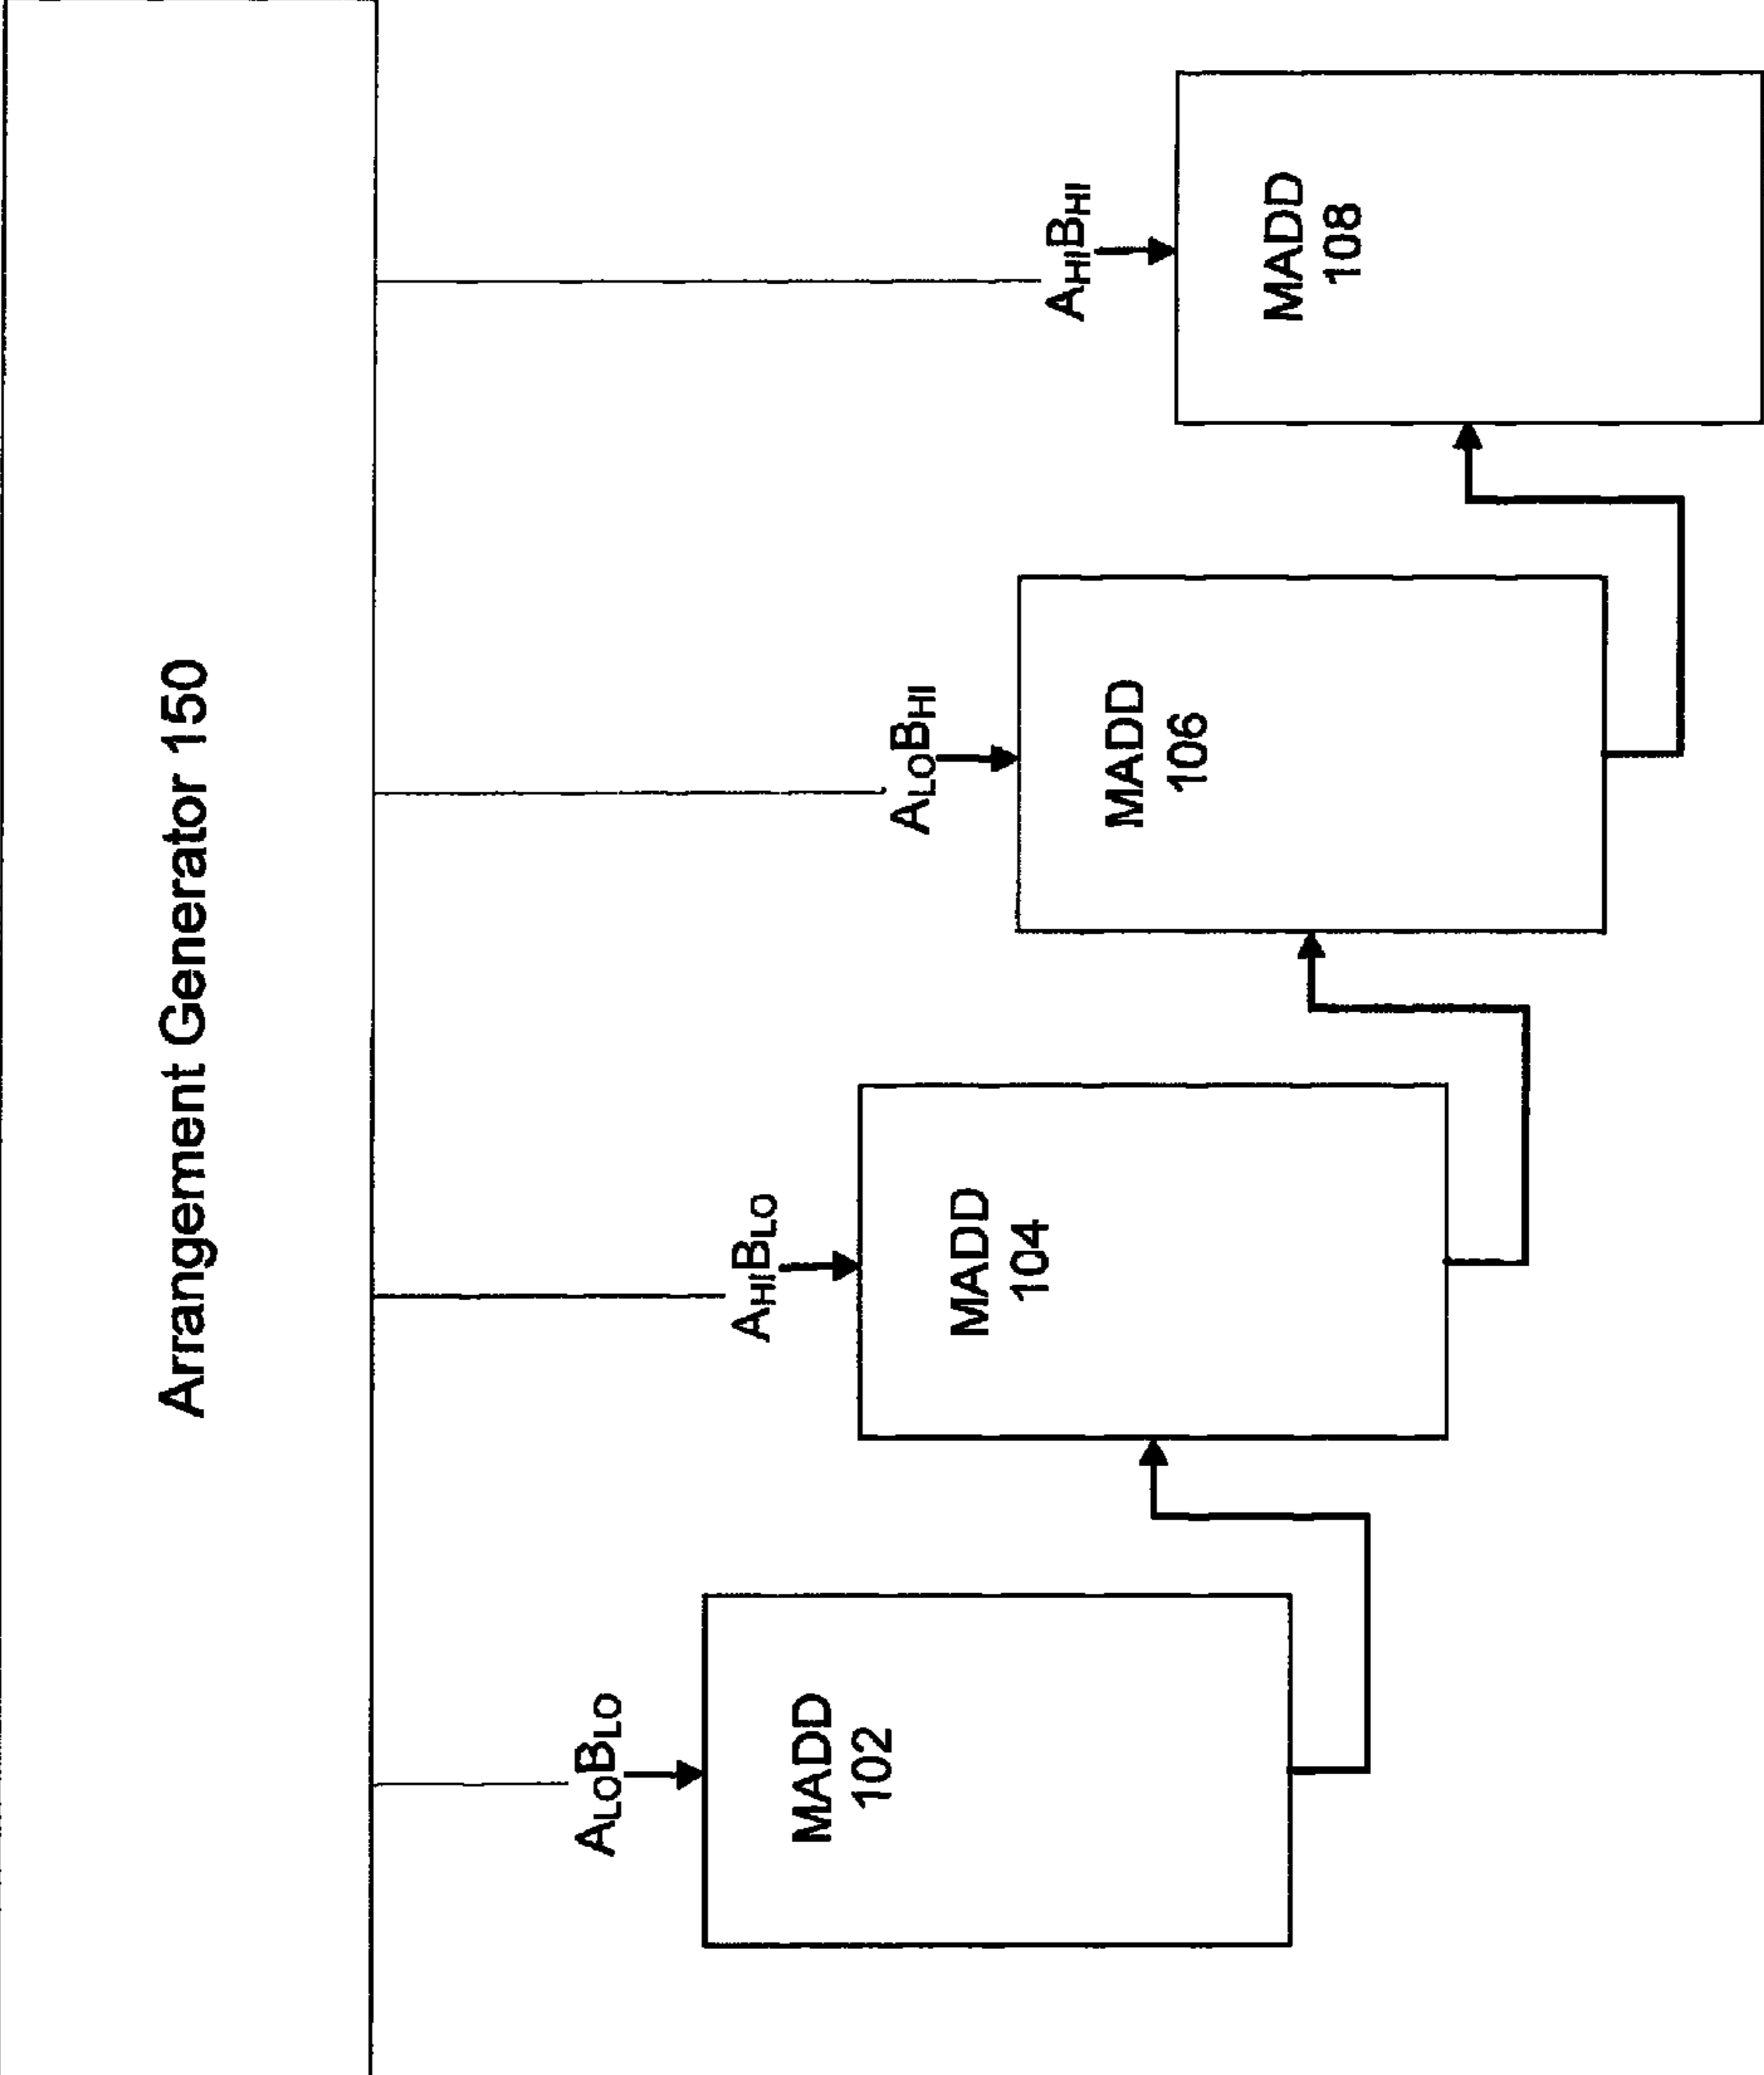 Arrangement Generator 150
ALOBLO
MADD
102
AHIBLO
MADD
104
ALOBHI
MADD
106
AHIBHI
MADD
108